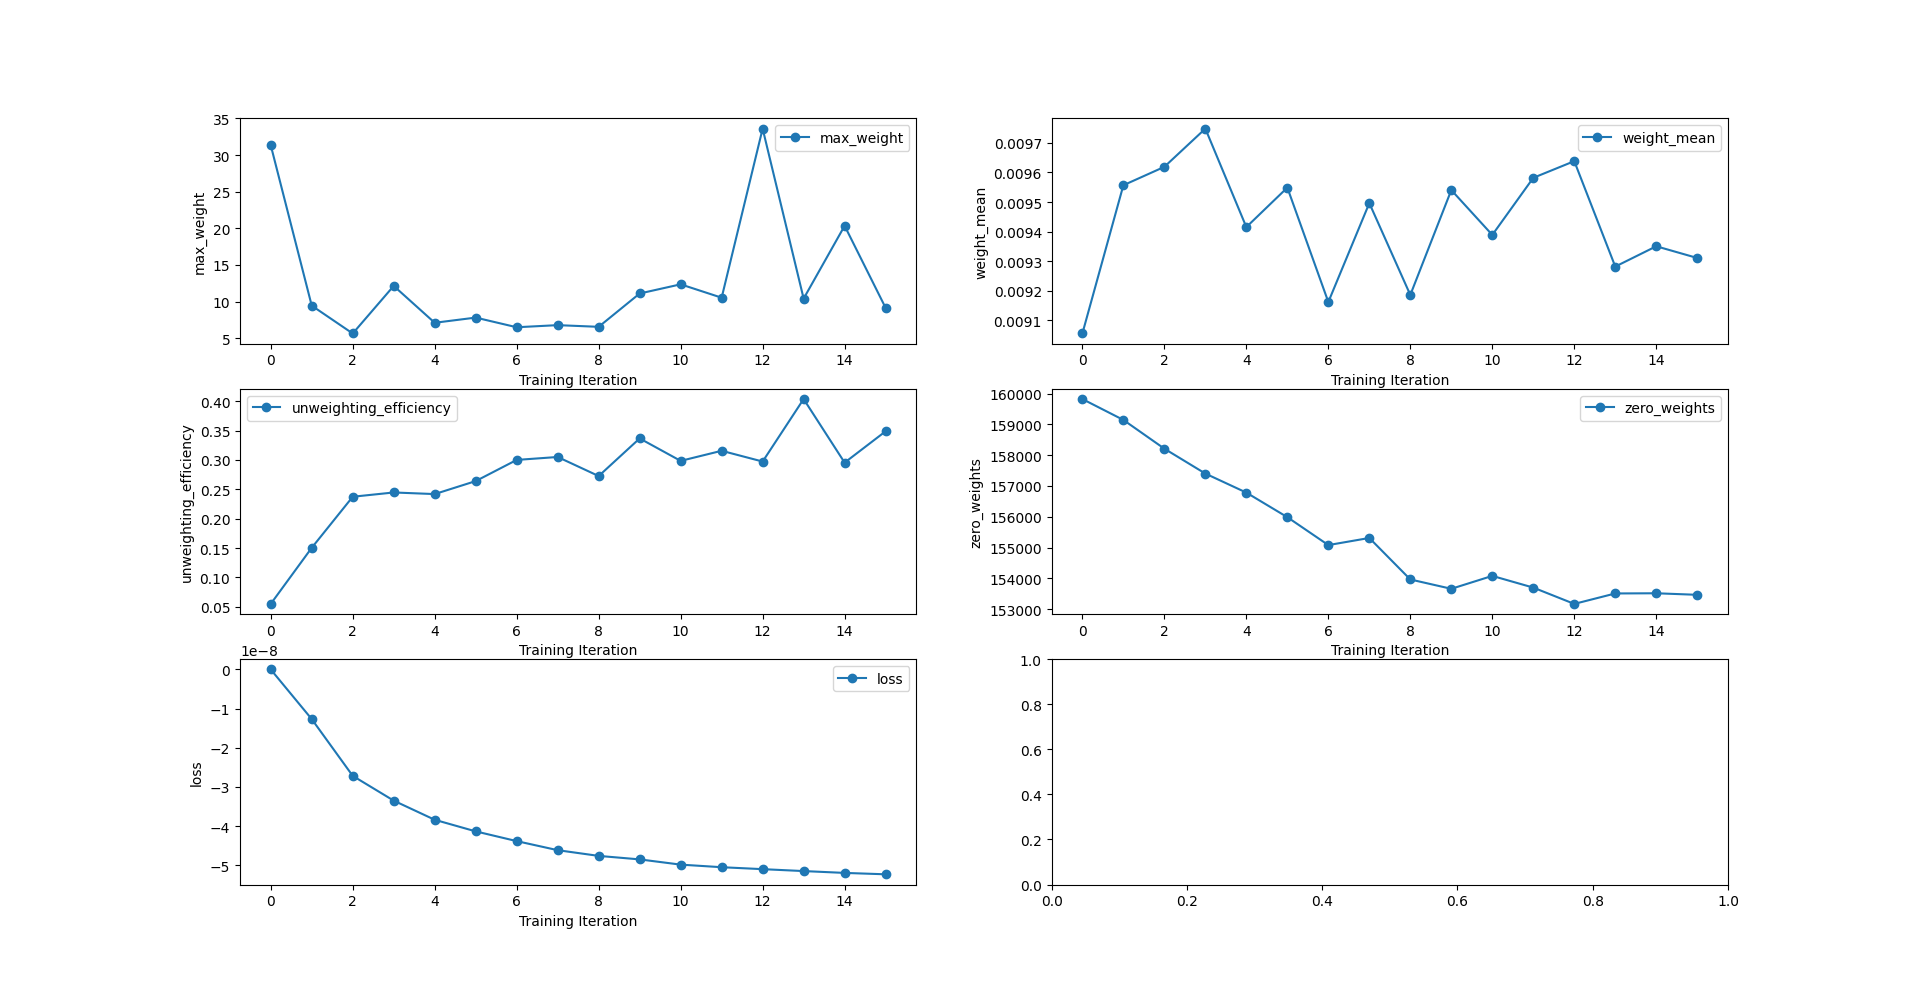 35
30
25
20
15
10
5
max_weight
max_weight
0 2 4 6 8 10 12 14
Training Iteration
0.0097
0.0096
0.0095
0.0094
0.0093
0.0092
0.0091
weight_mean
weight_mean
0 2 4 6 8 10 12 14
Training Iteration
0.40
0.35
0.30
0.25
0.20
0.15
0.10
0.05
unweighting_efficiency
unweighting_efficiency
0 2 4 6 8 10 12 14
Training Iteration
160000
159000
158000
157000
156000
155000
154000
153000
zero_weights
zero_weights
0 2 4 6 8 10 12 14
Training Iteration
1e−8
0
−1
−2
−3
−4
−5
loss
loss
0 2 4 6 8 10 12 14
Training Iteration
1.0
0.8
0.6
0.4
0.2
0.0
0.0 0.2 0.4 0.6 0.8 1.0